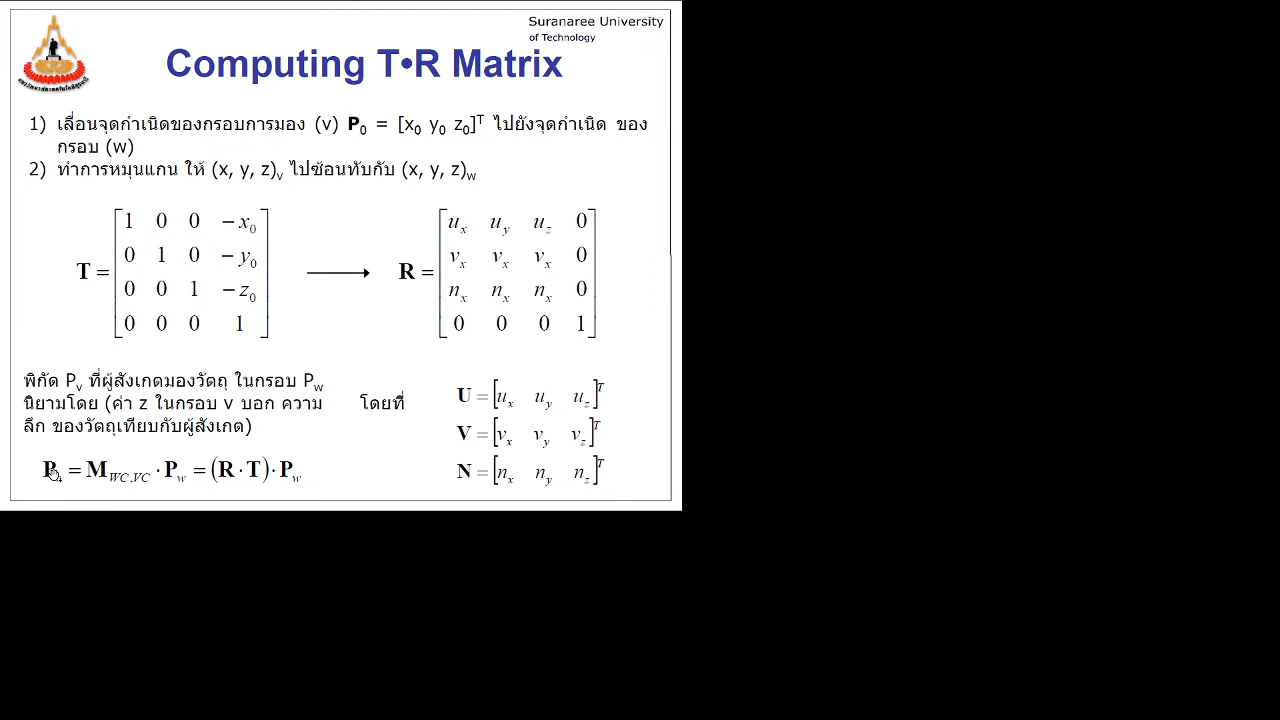 Suranaree University
of Technology
Computing T•R Matrix
1) เลื่อนจุดกำเนิดของกรอบการมอง (v) P0 = [x0 y0 z0]T ไปยังจุดกำเนิด ของ
กรอบ (w)
2) ทำการหมุนแกน ให้ (x, y, z)v ไปซ้อนทับกับ (x, y, z)w
1 0 0 − x0 ux uy uz 0
0 1 0 − y0 vx vx vx 0
T = R =
0 0 1 − z0 nx nx nx 0
0 0 0 1 0 0 0 1
พิกัด Pv ที่ผู้สังเกตมองวัตถุ ในกรอบ Pw
นิยามโดย (ค่า z ในกรอบ v บอก ความ โดยที่
ลึก ของวัตถุเทียบกับผู้สังเกต)
U = [ux uy uz]T
V = [vx vy vz]T
N = [nx ny nz]T
P = MWC,VC · Pw = (R · T) · Pw